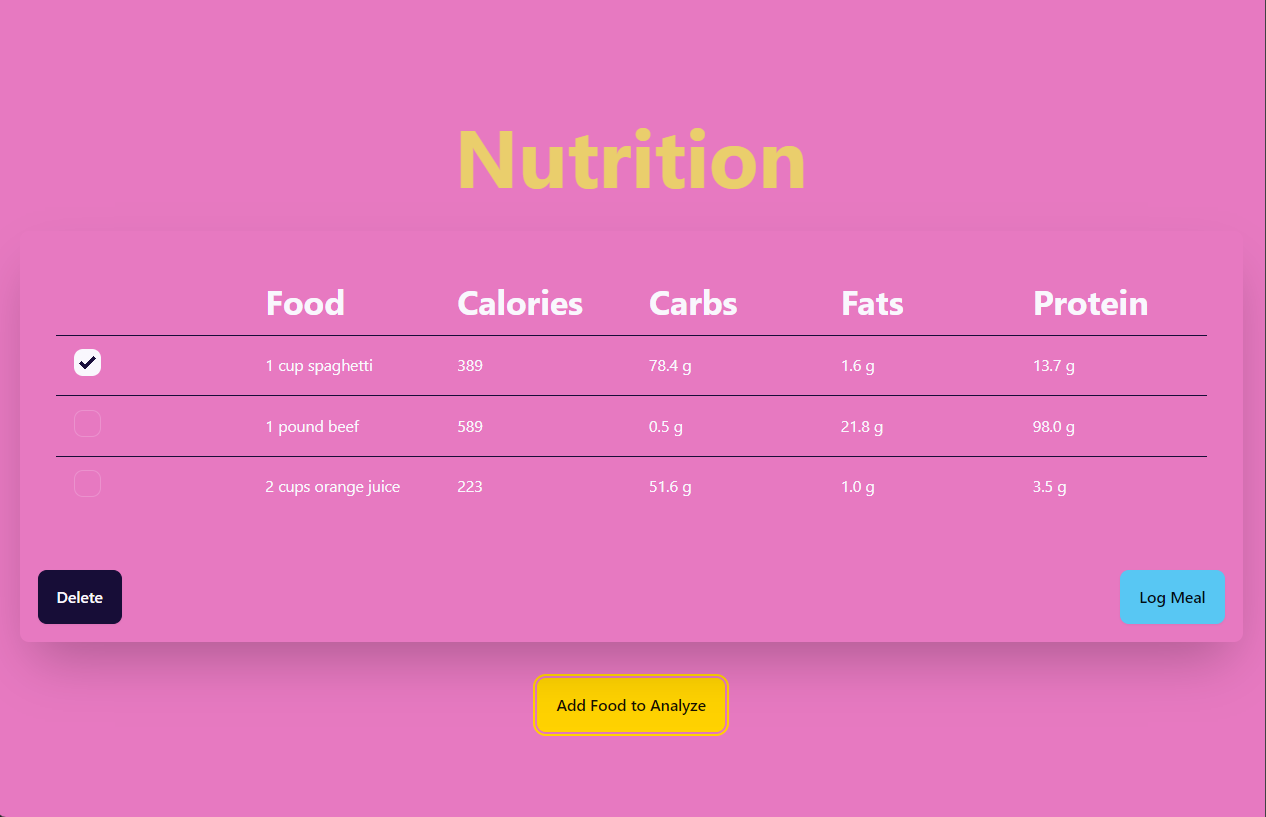 Nutrition
Food Calories Carbs Fats Protein
1 cup spaghetti 389 78.4 g 1.6 g 13.7 g
1 pound beef 589 0.5 g 21.8 g 98.0 g
2 cups orange juice 223 51.6 g 1.0 g 3.5 g
Delete Log Meal
Add Food to Analyze